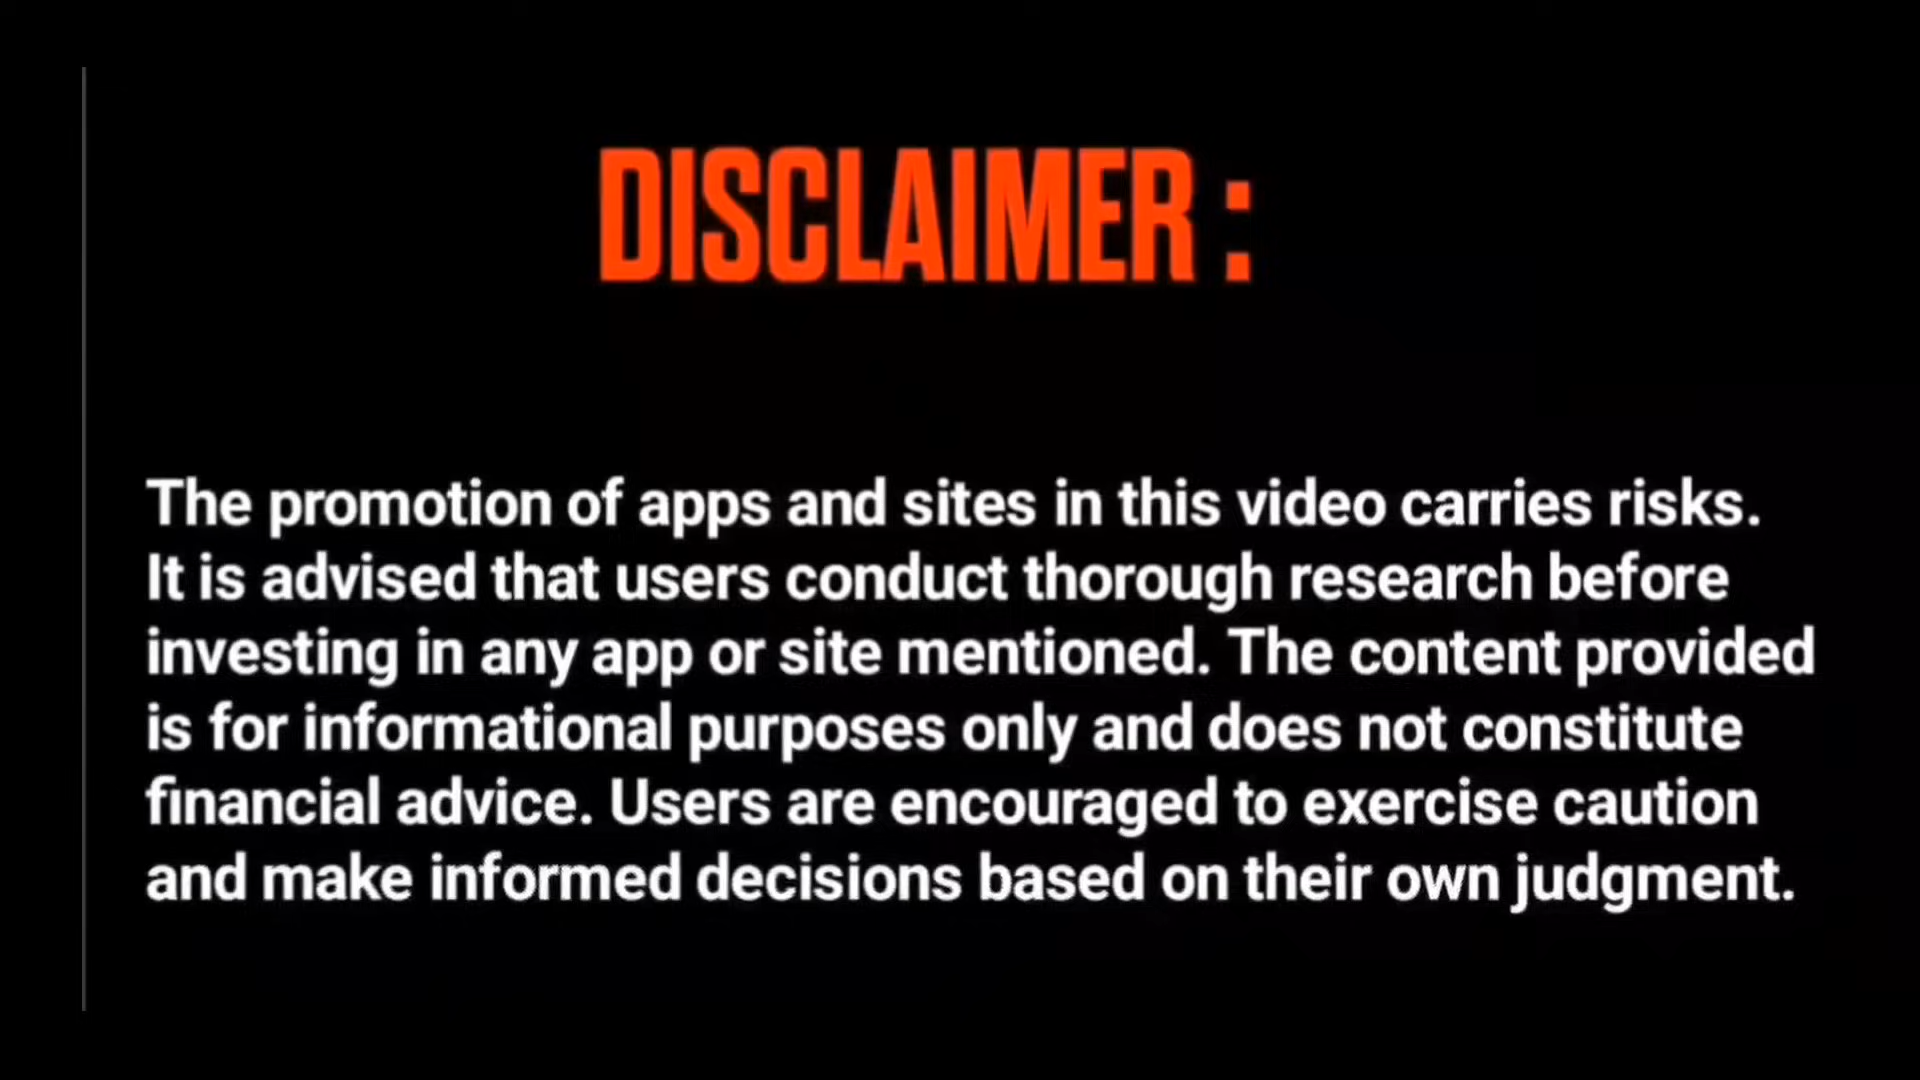 DISCLAIMER :
The promotion of apps and sites in this video carries risks.
It is advised that users conduct thorough research before
investing in any app or site mentioned. The content provided
is for informational purposes only and does not constitute
financial advice. Users are encouraged to exercise caution
and make informed decisions based on their own judgment.